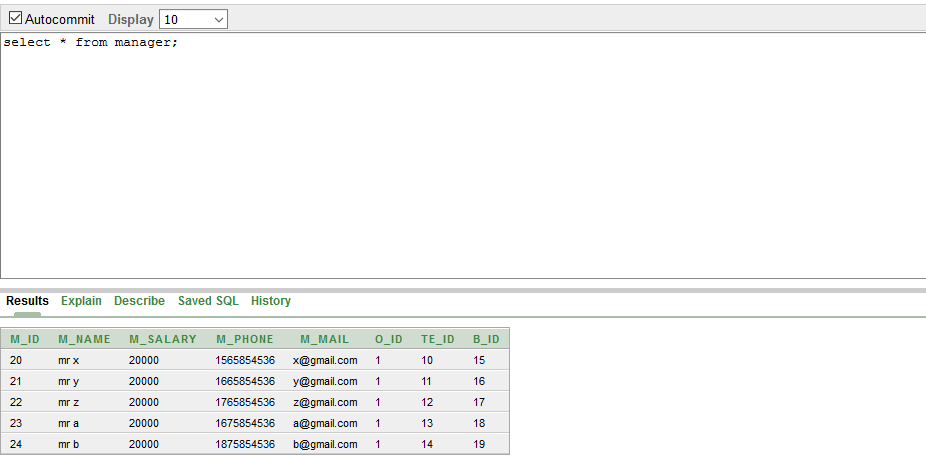 Autocommit Display 10
select * from manager;
Results Explain Describe Saved SQL History
M_ID M_NAME M_SALARY M_PHONE M_MAIL O_ID TE_ID B_ID
20 mr x 20000 1565854536 x@gmail.com 1 10 15
21 mr y 20000 1665854536 y@gmail.com 1 11 16
22 mr z 20000 1765854536 z@gmail.com 1 12 17
23 mr a 20000 1675854536 a@gmail.com 1 13 18
24 mr b 20000 1875854536 b@gmail.com 1 14 19